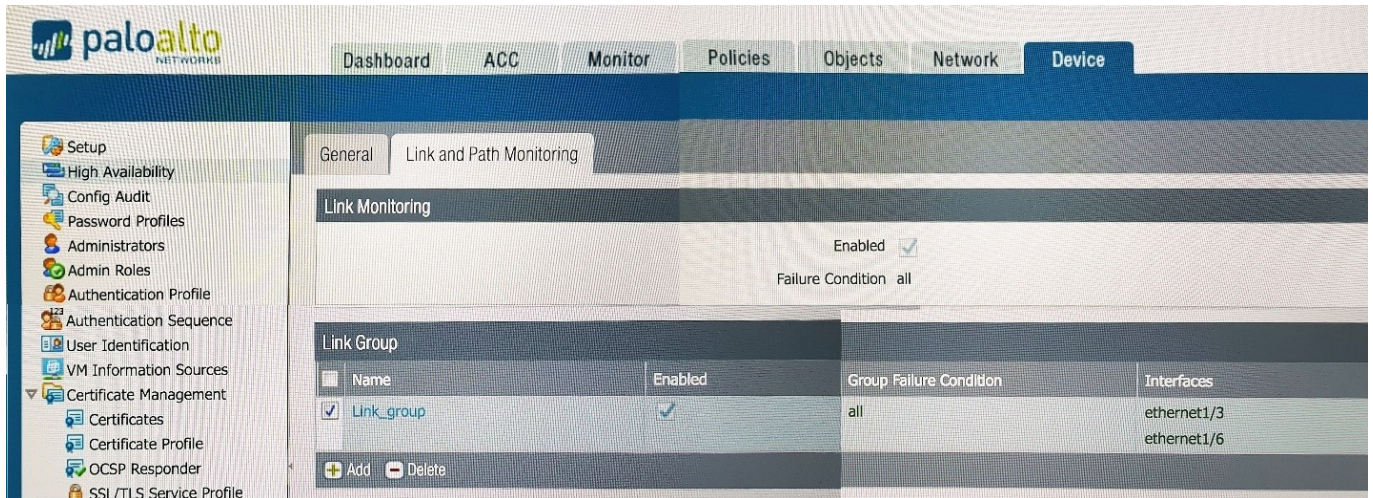 paloalto
NETWORKS
Dashboard ACC Monitor Policies Objects Network Device
Setup
High Availability
Config Audit
Password Profiles
Administrators
Admin Roles
Authentication Profile
Authentication Sequence
User Identification
VM Information Sources
Certificate Management
Certificates
Certificate Profile
OCSP Responder
SSL/TLS Service Profile
General Link and Path Monitoring
Link Monitoring
Enabled
Failure Condition all
Link Group
Name Enabled Group Failure Condition Interfaces
Link_group all ethernet1/3
ethernet1/6
Add Delete